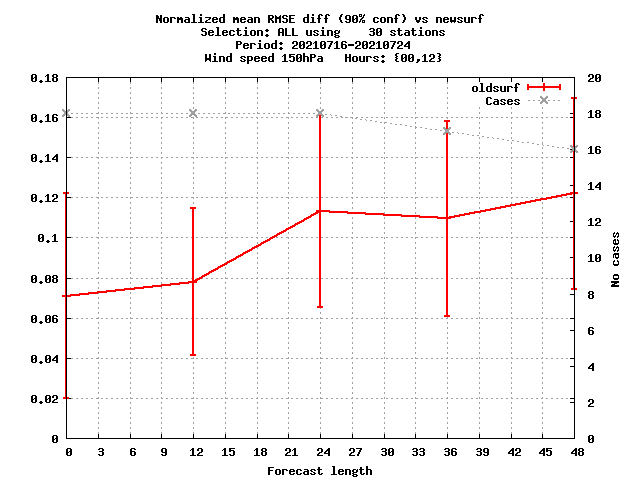 Normalized mean RMSE diff (90% conf) vs newsurf
Selection: ALL using    30 stations
Period: 20210716-20210724
Wind speed 150hPa   Hours: {00,12}
oldsurf
Cases
0.18
0.16
0.14
0.12
0.1
0.08
0.06
0.04
0.02
0
20
18
16
14
12
10
8
6
4
2
0
No cases
0 3 6 9 12 15 18 21 24 27 30 33 36 39 42 45 48
Forecast length